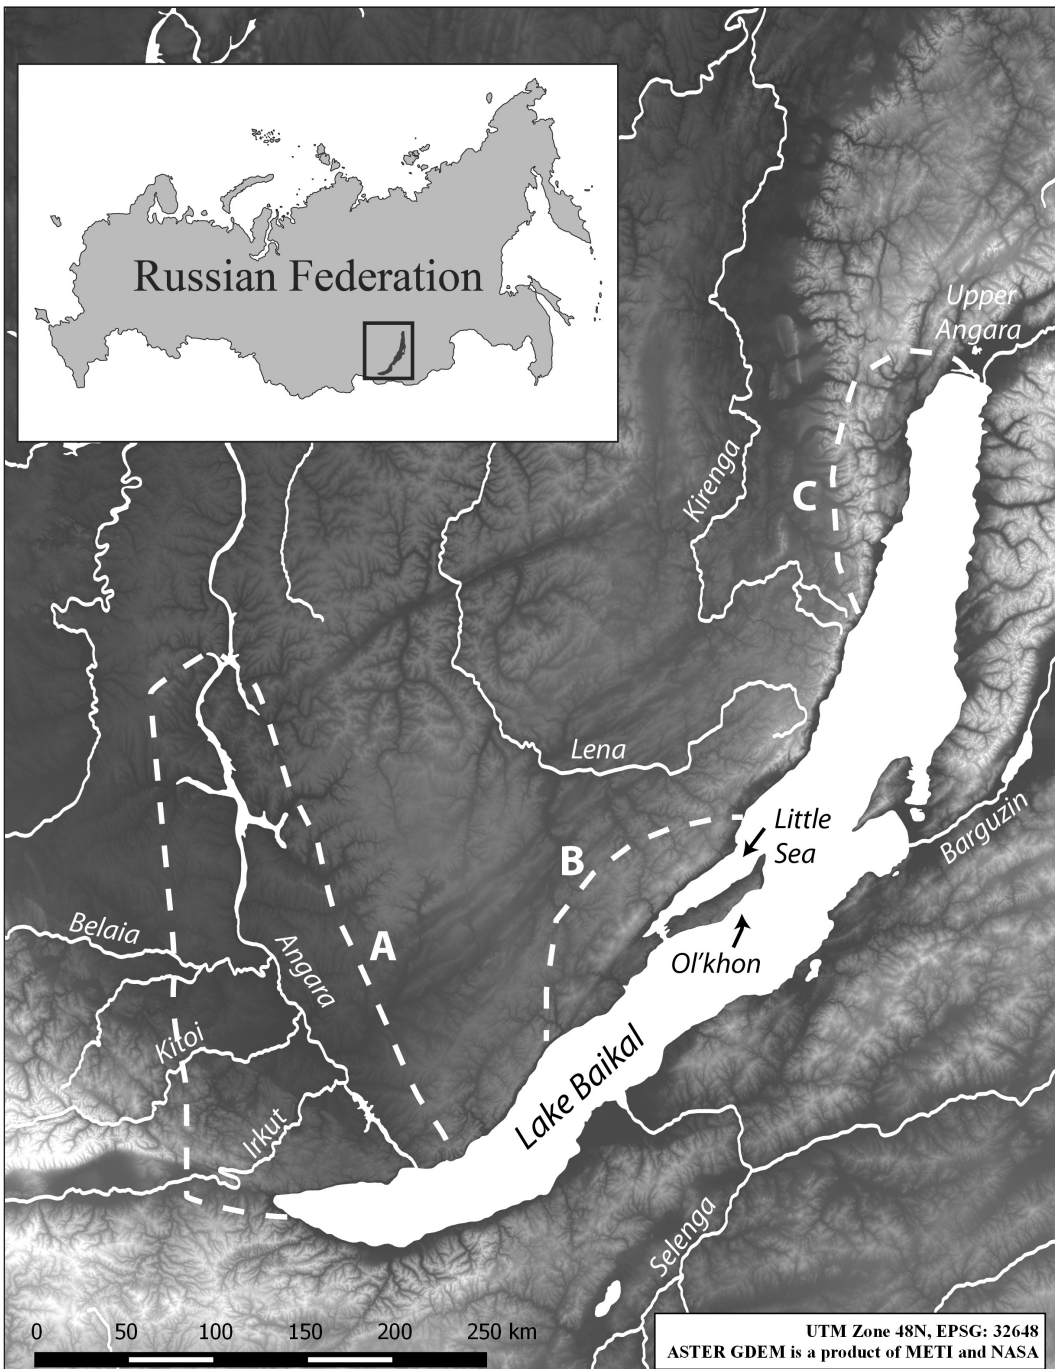 Russian Federation
Upper
Angara
Kirenga
C
Lena
Little
Sea
B
Barguzin
Belaia
Angara
A
Ol'khon
Kitoi
Lake Baikal
Irkut
Selenga
0 50 100 150 200 250 km
UTM Zone 48N, EPSG: 32648
ASTER GDEM is a product of METI and NASA